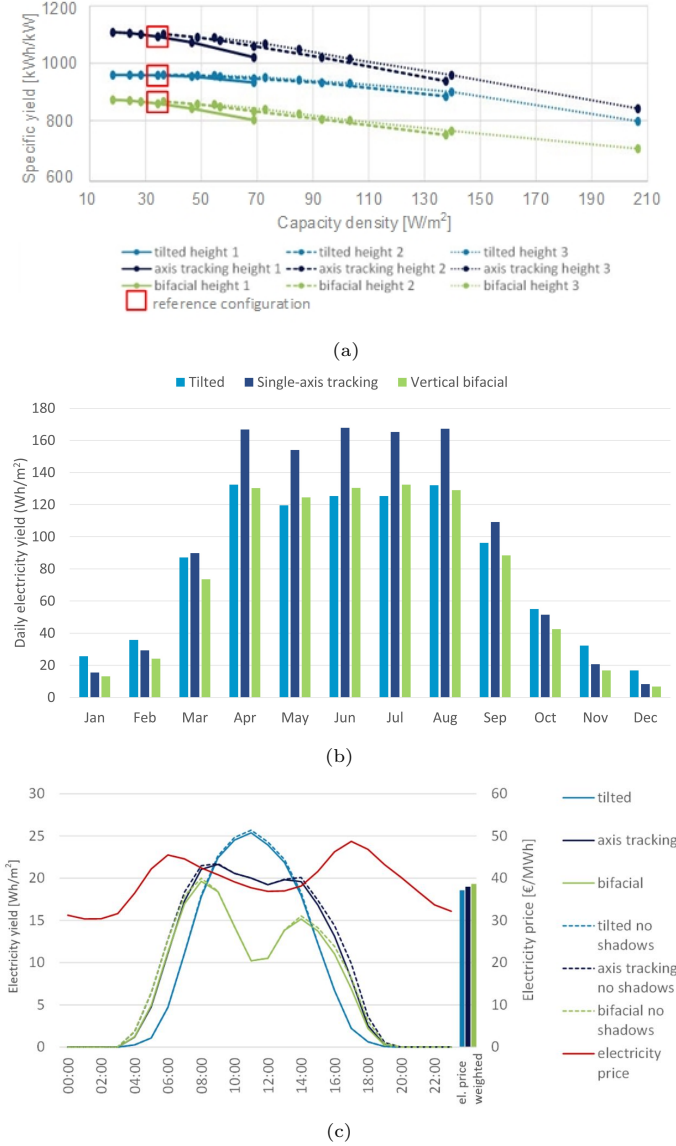 1200
1000
800
600
Specific yield [kWh/kW]
10 30 50 70 90 110 130 150 170 190 210
Capacity density [W/m²]
tilted height 1 tilted height 2 tilted height 3
axis tracking height 1 axis tracking height 2 axis tracking height 3
bifacial height 1 bifacial height 2 bifacial height 3
reference configuration
(a)
Tilted Single-axis tracking Vertical bifacial
180
160
140
120
100
80
60
40
20
0
Daily electricity yield (Wh/m²)
Jan Feb Mar Apr May Jun Jul Aug Sep Oct Nov Dec
(b)
30
25
20
15
10
5
0
Electricity yield [Wh/m²]
00:00 02:00 04:00 06:00 08:00 10:00 12:00 14:00 16:00 18:00 20:00 22:00
el. price
weighted
60
50
40
30
20
10
0
Electricity price [€/MWh]
tilted
axis tracking
bifacial
tilted no
shadows
axis tracking
no shadows
bifacial no
shadows
electricity
price
(c)